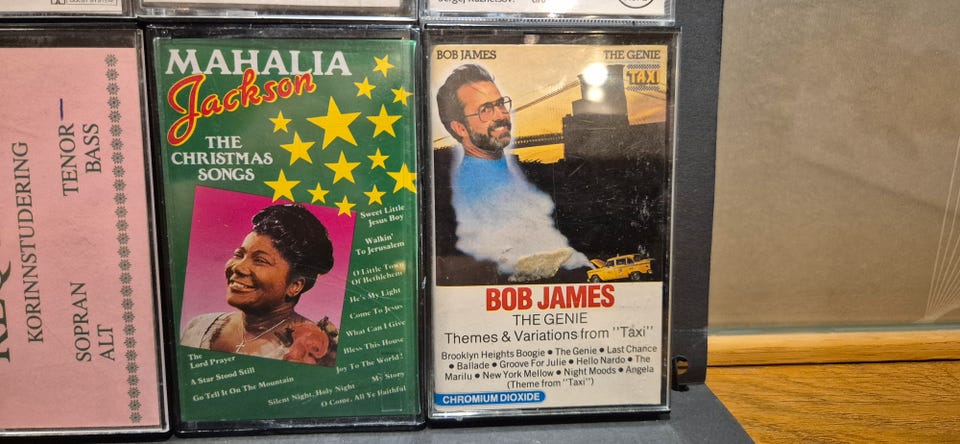 KORINNSTUDERING
SOPRAN
ALT
TENOR
BASS
MAHALIA
Jackson
THE
CHRISTMAS
SONGS
Sweet Little
Jesus Boy
Walkin'
To Jerusalem
O Little Town
Of Bethlehem
He's My Light
Come To Jesus
What Can I Give
Bless This House
Joy To The World!
The
Lord Prayer
A Star Stood Still
My Story
Go Tell It On The Mountain
Silent Night, Holy Night
O Come, All Ye Faithful
BOB JAMES
THE GENIE
TAXI
BOB JAMES
THE GENIE
Themes & Variations from "Taxi"
Brooklyn Heights Boogie • The Genie • Last Chance
• Ballade • Groove For Julie • Hello Nardo • The
Marilu • New York Mellow • Night Moods • Angela
(Theme from "Taxi")
CHROMIUM DIOXIDE